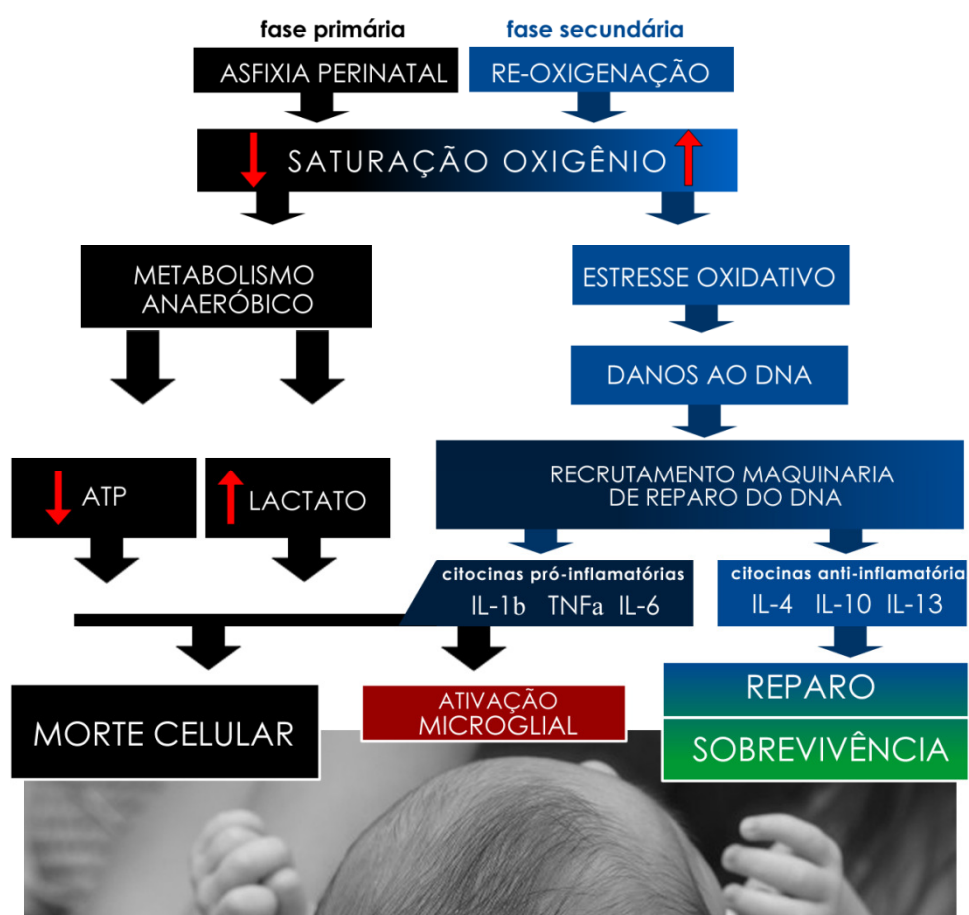 fase primária
fase secundária
ASFIXIA PERINATAL
RE-OXIGENAÇÃO
SATURAÇÃO OXIGÊNIO
METABOLISMO
ANAERÓBICO
ESTRESSE OXIDATIVO
DANOS AO DNA
ATP
LACTATO
RECRUTAMENTO MAQUINARIA
DE REPARO DO DNA
citocinas pró-inflamatórias
IL-1b TNFa IL-6
citocinas anti-inflamatória
IL-4 IL-10 IL-13
MORTE CELULAR
ATIVAÇÃO
MICROGLIAL
REPARO
SOBREVIVÊNCIA